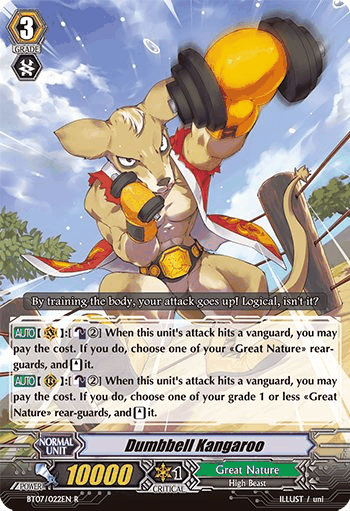 3
GRADE
By training the body, your attack goes up! Logical, isn't it?
AUTO [ ]:[ ②] When this unit's attack hits a vanguard, you may
pay the cost. If you do, choose one of your «Great Nature» rear-
guards, and [ ] it.
AUTO [ ]:[ ②] When this unit's attack hits a vanguard, you may
pay the cost. If you do, choose one of your grade 1 or less «Great
Nature» rear-guards, and [ ] it.
NORMAL
UNIT
Dumbbell Kangaroo
POWER
10000
1
CRITICAL
Great Nature
High Beast
BT07/022EN R
ILLUST / uni